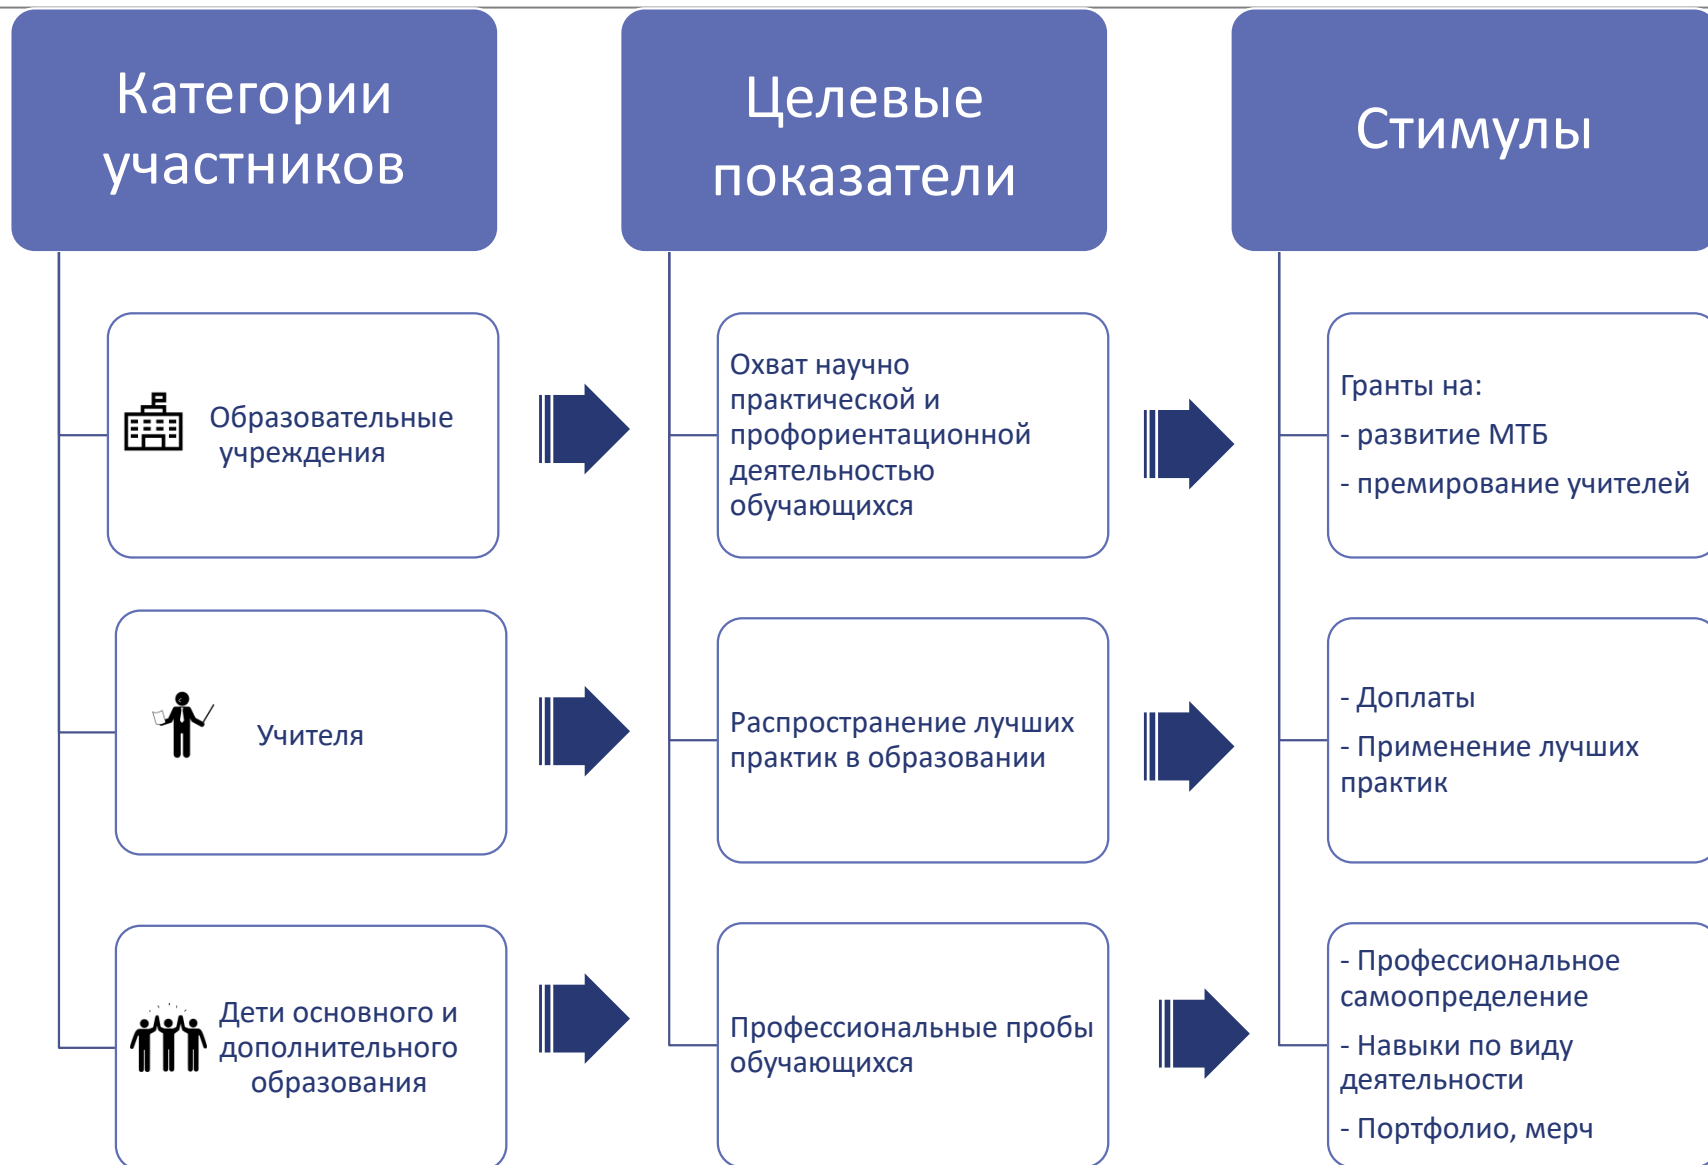 Категории
участников
Целевые
показатели
Стимулы
Образовательные
учреждения
Охват научно
практической и
профориентационной
деятельностью
обучающихся
Гранты на:
- развитие МТБ
- премирование учителей
Учителя
Распространение лучших
практик в образовании
- Доплаты
- Применение лучших
практик
Дети основного и
дополнительного
образования
Профессиональные пробы
обучающихся
- Профессиональное
самоопределение
- Навыки по виду
деятельности
- Портфолио, мерч